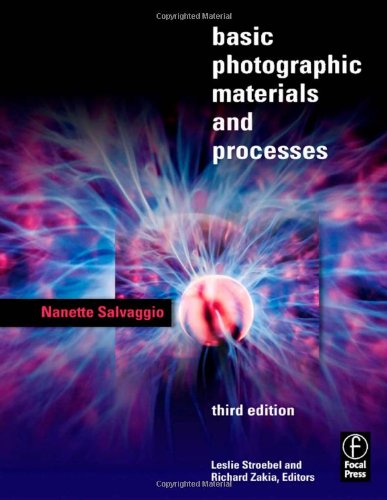 Copyrighted Material
basic
photographic
materials
and
processes
Nanette Salvaggio
third edition
Leslie Stroebel and
Richard Zakia, Editors
f
Focal
Press
Copyrighted Material